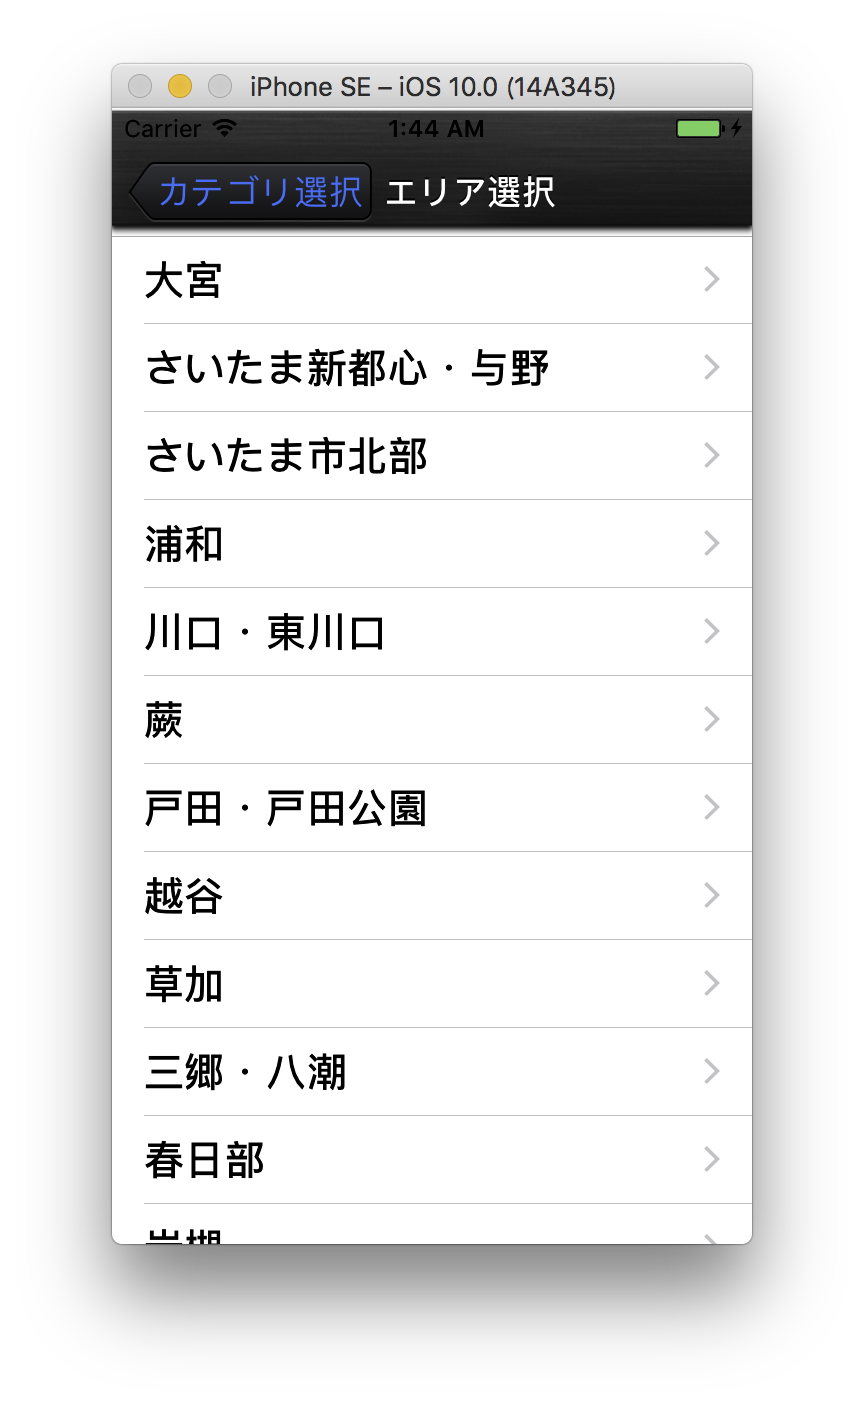 iPhone SE – iOS 10.0 (14A345)
Carrier 1:44 AM
カテゴリ選択 エリア選択
大宮
さいたま新都心・与野
さいたま市北部
浦和
川口・東川口
蕨
戸田・戸田公園
越谷
草加
三郷・八潮
春日部